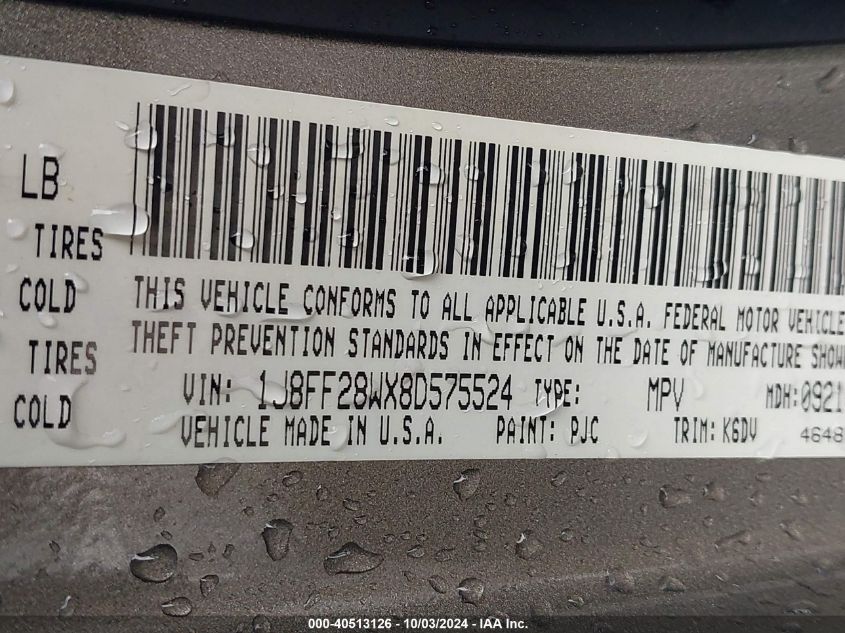 LB
TIRES
COLD
THIS VEHICLE CONFORMS TO ALL APPLICABLE U.S.A. FEDERAL MOTOR VEHICLE
THEFT PREVENTION STANDARDS IN EFFECT ON THE DATE OF MANUFACTURE SHOW
TIRES
VIN: 1J8FF28WX8D575524 TYPE: MPV MDH:0921
COLD
VEHICLE MADE IN U.S.A. PAINT: PJC TRIM: K6DV 4648
000-40513126 - 10/03/2024 - IAA Inc.